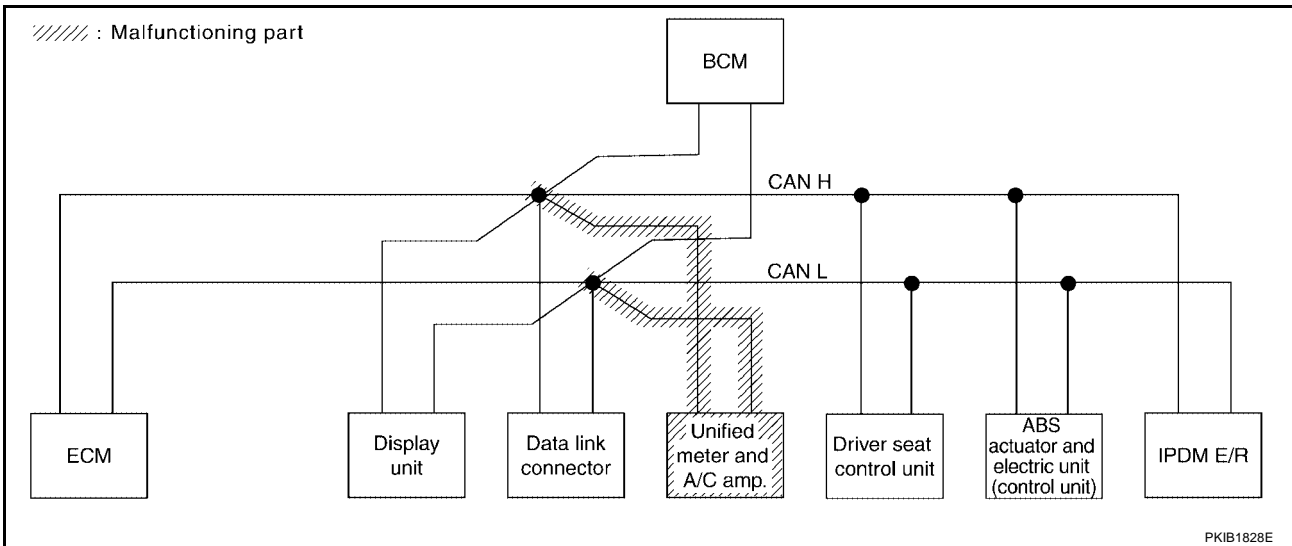 : Malfunctioning part
BCM
CAN H
CAN L
ECM
Display
unit
Data link
connector
Unified
meter and
A/C amp.
Driver seat
control unit
ABS
actuator and
electric unit
(control unit)
IPDM E/R
PKIB1828E